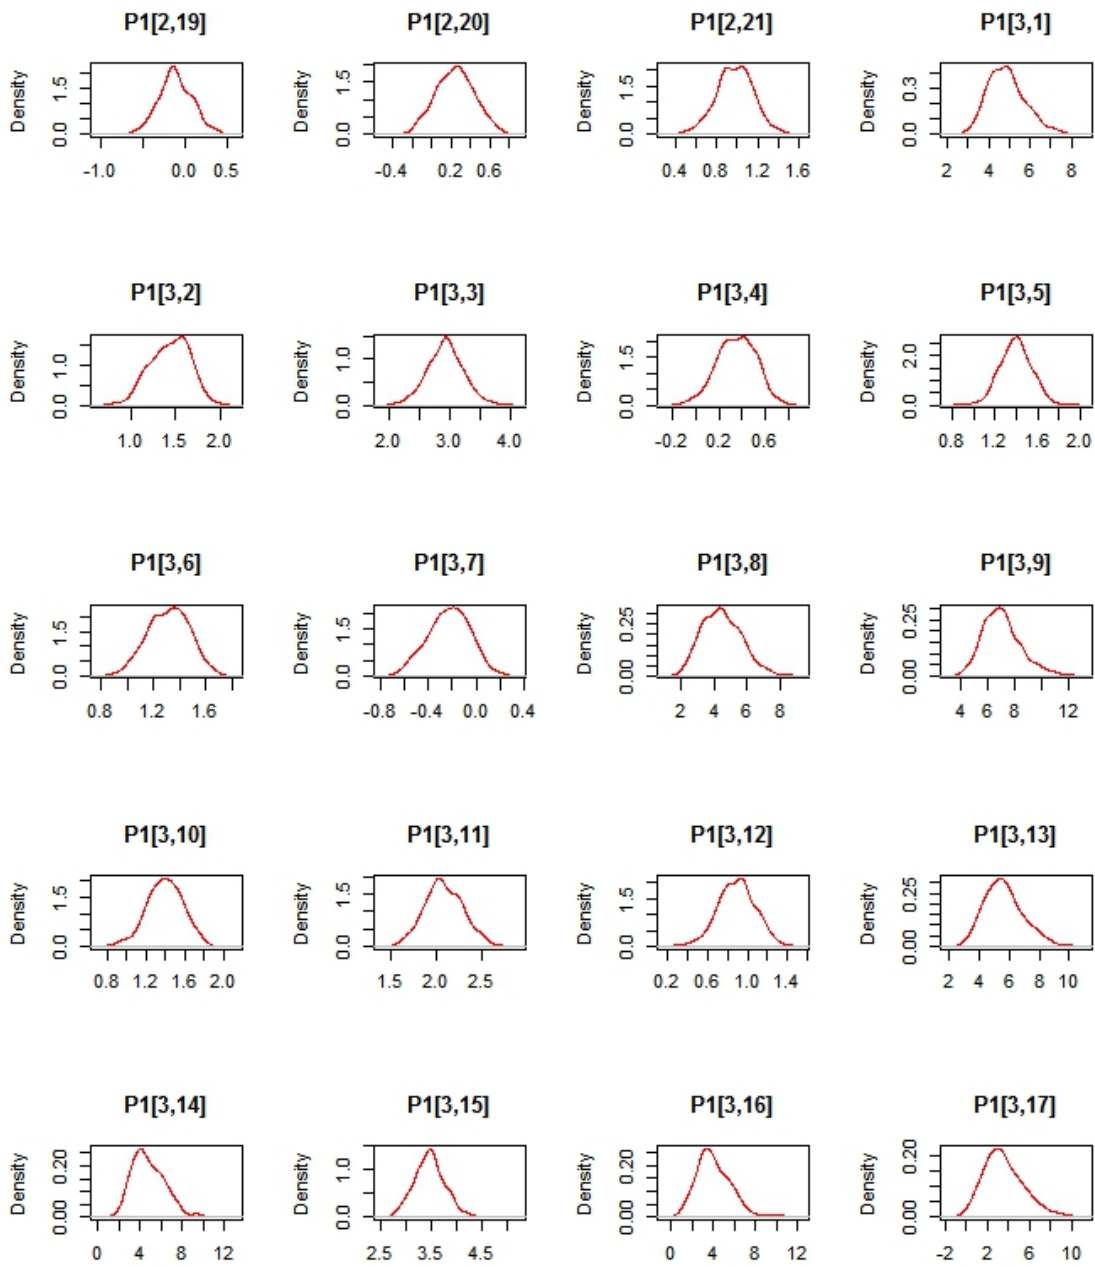 P1[2,19] P1[2,20] P1[2,21] P1[3,1]
Density 0.0 1.5 Density 0.0 1.5 Density 0.0 1.5 Density 0.0 0.3
-1.0 0.0 0.5 -0.4 0.2 0.6 0.4 0.8 1.2 1.6 2 4 6 8
P1[3,2] P1[3,3] P1[3,4] P1[3,5]
Density 0.0 1.0 Density 0.0 1.0 Density 0.0 1.5 Density 0.0 2.0
1.0 1.5 2.0 2.0 3.0 4.0 -0.2 0.2 0.6 0.8 1.2 1.6 2.0
P1[3,6] P1[3,7] P1[3,8] P1[3,9]
Density 0.0 1.5 Density 0.0 1.5 Density 0.00 0.25 Density 0.00 0.25
0.8 1.2 1.6 -0.8 -0.4 0.0 0.4 2 4 6 8 4 6 8 12
P1[3,10] P1[3,11] P1[3,12] P1[3,13]
Density 0.0 1.5 Density 0.0 1.5 Density 0.0 1.5 Density 0.00 0.25
0.8 1.2 1.6 2.0 1.5 2.0 2.5 0.2 0.6 1.0 1.4 2 4 6 8 10
P1[3,14] P1[3,15] P1[3,16] P1[3,17]
Density 0.00 0.20 Density 0.0 1.0 Density 0.00 0.20 Density 0.00 0.20
0 4 8 12 2.5 3.5 4.5 0 4 8 12 -2 2 6 10